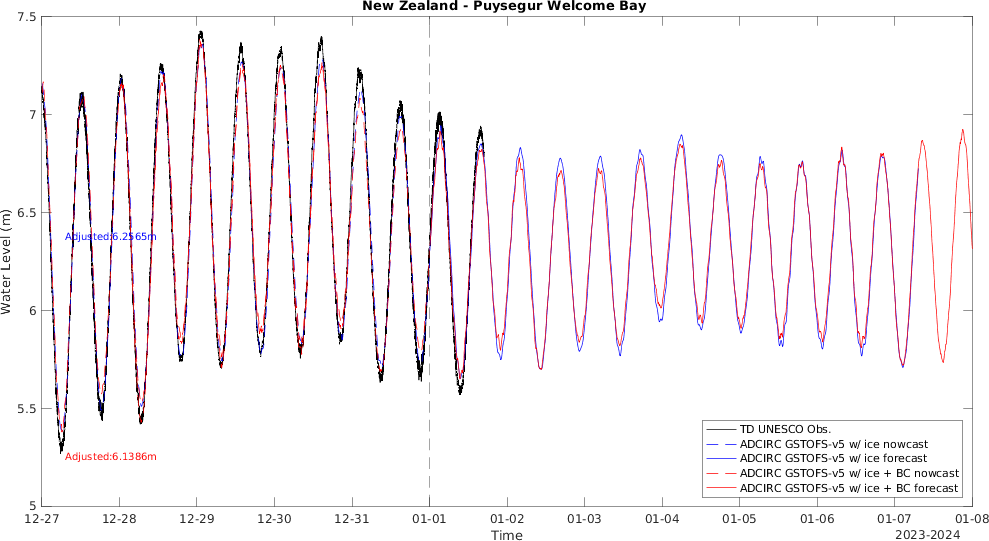 New Zealand - Puysegur Welcome Bay
7.5
7
6.5
6
5.5
5
Water Level (m)
Adjusted:6.2565m
Adjusted:6.1386m
TD UNESCO Obs.
ADCIRC GSTOFS-v5 w/ ice nowcast
ADCIRC GSTOFS-v5 w/ ice forecast
ADCIRC GSTOFS-v5 w/ ice + BC nowcast
ADCIRC GSTOFS-v5 w/ ice + BC forecast
12-27 12-28 12-29 12-30 12-31 01-01 01-02 01-03 01-04 01-05 01-06 01-07 01-08
Time
2023-2024